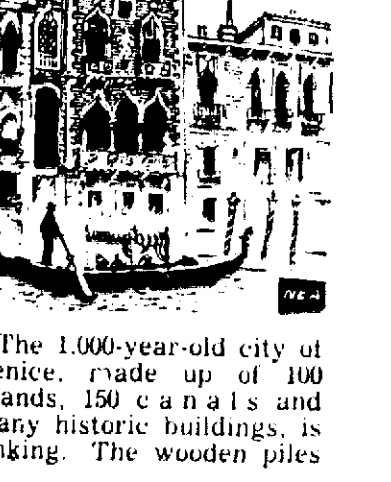 NEA
The 1.000-year-old city of
enice, made up of 100
ands, 150 canals and
any historic buildings, is
nking. The wooden piles